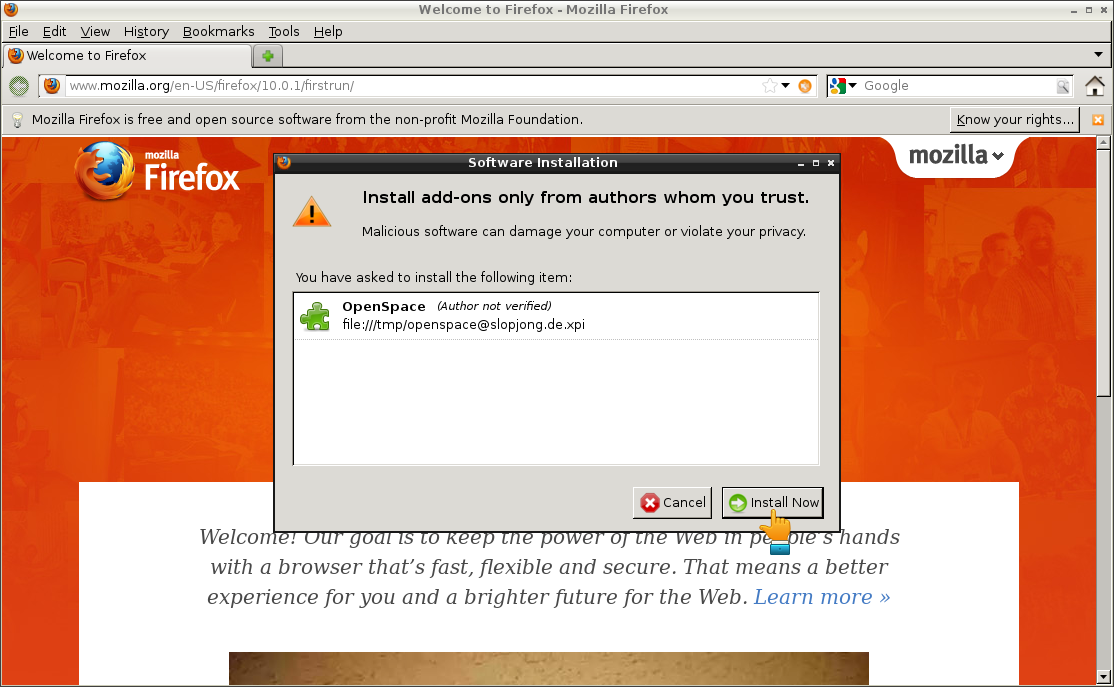 Welcome to Firefox - Mozilla Firefox
File Edit View History Bookmarks Tools Help
Welcome to Firefox
www.mozilla.org/en-US/firefox/10.0.1/firstrun/
Google
Mozilla Firefox is free and open source software from the non-profit Mozilla Foundation.
Know your rights...
mozilla
Firefox
mozilla
Software Installation
Install add-ons only from authors whom you trust.
Malicious software can damage your computer or violate your privacy.
You have asked to install the following item:
OpenSpace (Author not verified)
file:///tmp/openspace@slopjong.de.xpi
Cancel
Install Now
Welcome! Our goal is to keep the power of the Web in people's hands
with a browser that’s fast, flexible and secure. That means a better
experience for you and a brighter future for the Web. Learn more »